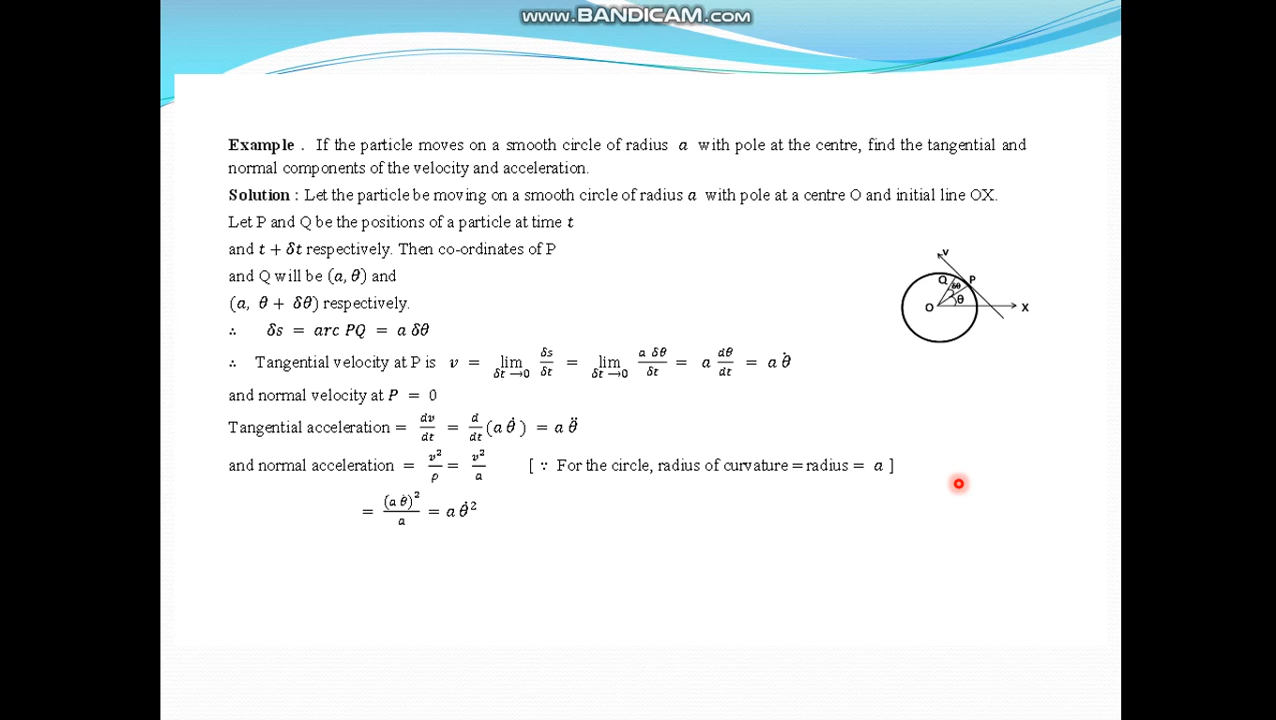 www.BANDICAM.com
Example . If the particle moves on a smooth circle of radius a with pole at the centre, find the tangential and
normal components of the velocity and acceleration.
Solution : Let the particle be moving on a smooth circle of radius a with pole at a centre O and initial line OX.
Let P and Q be the positions of a particle at time t
and t + δt respectively. Then co-ordinates of P
and Q will be (a, θ) and
(a, θ + δθ) respectively.
∴ δs = arc PQ = a δθ
∴ Tangential velocity at P is v = lim δt→0 δs/δt = lim δt→0 a δθ/δt = a dθ/dt = a θ̇
and normal velocity at P = 0
Tangential acceleration = dv/dt = d/dt (a θ̇ ) = a θ̈
and normal acceleration = v²/ρ = v²/a [ ∵ For the circle, radius of curvature = radius = a ]
= (a θ̇)²/a = a θ̇²
V
Q P
δθ
θ
O X